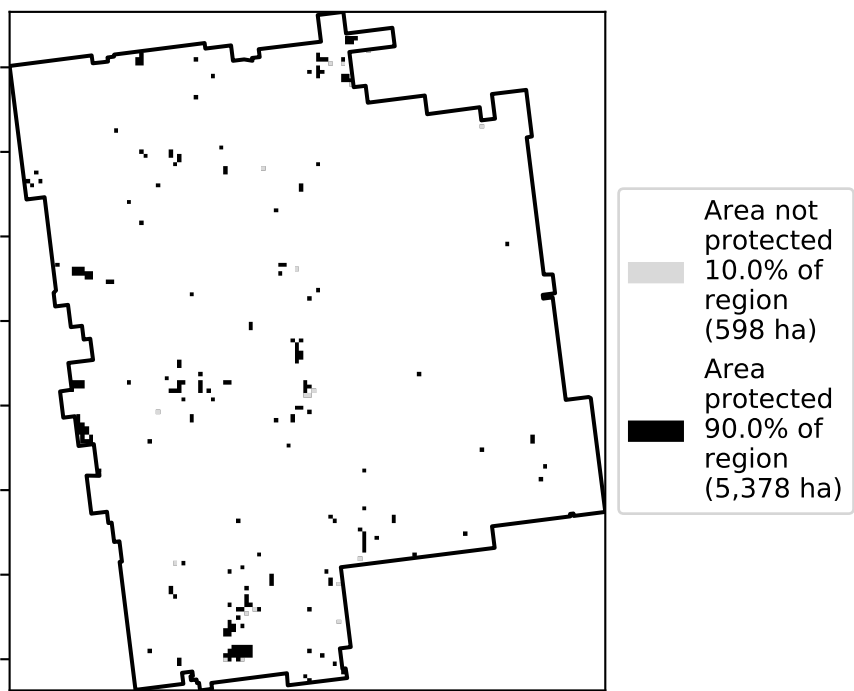 Area not
protected
10.0% of
region
(598 ha)
Area
protected
90.0% of
region
(5,378 ha)